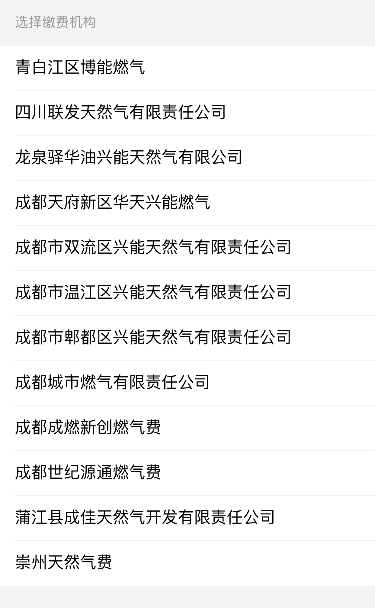 选择缴费机构
青白江区博能燃气
四川联发天然气有限责任公司
龙泉驿华油兴能天然气有限公司
成都天府新区华天兴能燃气
成都市双流区兴能天然气有限责任公司
成都市温江区兴能天然气有限责任公司
成都市郫都区兴能天然气有限责任公司
成都城市燃气有限责任公司
成都成燃新创燃气费
成都世纪源通燃气费
蒲江县成佳天然气开发有限责任公司
崇州天然气费